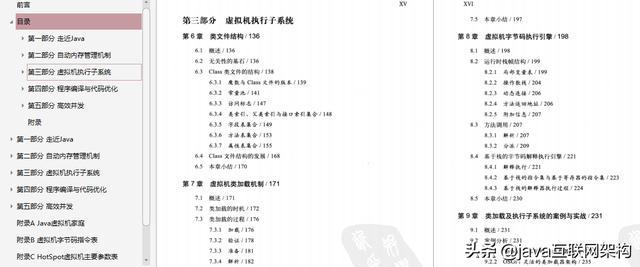 目录
第一部分 走近Java
第二部分 自动内存管理机制
第三部分 虚拟机执行子系统
第四部分 程序编译与代码优化
第五部分 高效并发
附录
第一部分 走近Java
第二部分 自动内存管理机制
第三部分 虚拟机执行子系统
第四部分 程序编译与代码优化
第五部分 高效并发
附录A Java虚拟机家庭
附录B 虚拟机字节码指令表
附录C HotSpot虚拟机主要参数表
XV
第三部分 虚拟机执行子系统
第 6 章 类文件结构 / 136
6.1 概述 / 136
6.2 无关性的基石 / 136
6.3 Class 类文件的结构 / 138
6.3.1 魔数与 Class 文件的版本 / 139
6.3.2 常量池 / 141
6.3.3 访问标志 / 147
6.3.4 类索引、父类索引与接口索引集合 / 148
6.3.5 字段表集合 / 149
6.3.6 方法表集合 / 153
6.3.7 属性表集合 / 155
6.4 Class 文件结构的发展 / 168
6.5 本章小结 / 170
第 7 章 虚拟机类加载机制 / 171
7.1 概述 / 171
7.2 类加载的时机 / 172
7.3 类加载的过程 / 176
7.3.1 加载 / 176
7.3.2 验证 / 178
7.3.3 准备 / 181
7.3.4 解析 / 182
XVI
7.5 本章小结 / 197
第 8 章 虚拟机字节码执行引擎 / 198
8.1 概述 / 198
8.2 运行时栈帧结构 / 199
8.2.1 局部变量表 / 199
8.2.2 操作数栈 / 204
8.2.3 动态连接 / 206
8.2.4 方法返回地址 / 206
8.2.5 附加信息 / 207
8.3 方法调用 / 207
8.3.1 解析 / 207
8.3.2 分派 / 209
8.4 基于栈的字节码解释执行引擎 / 221
8.4.1 解释执行 / 221
8.4.2 基于栈的指令集与基于寄存器的指令集 / 223
8.4.3 基于栈的解释器执行过程 / 224
8.5 本章小结 / 230
第 9 章 类加载及执行子系统的案例与实战 / 231
9.1 概述 / 231
9.2 案例分析
头条 @java互联网架构